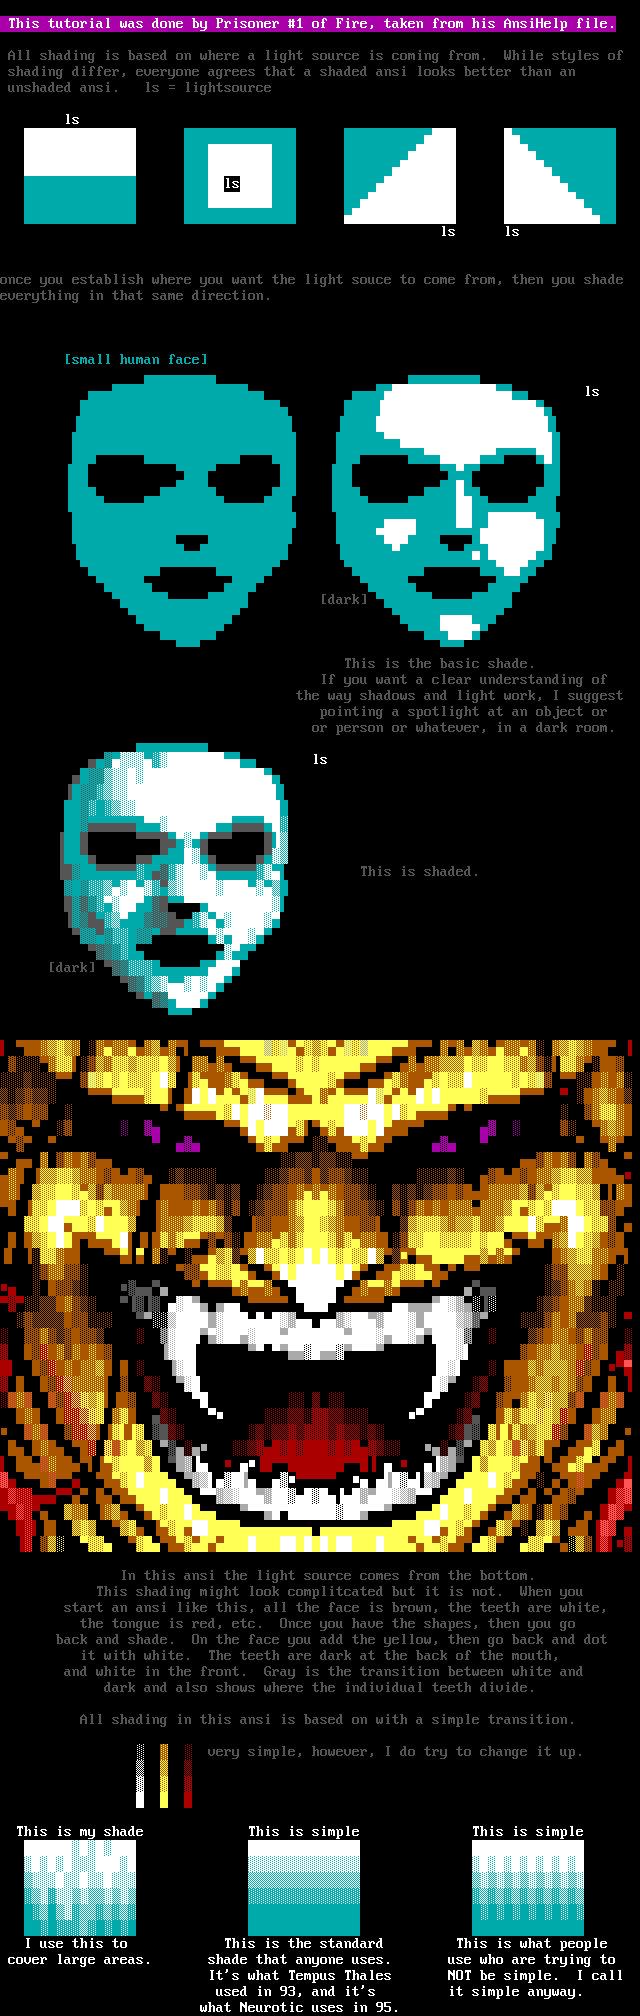 This tutorial was done by Prisoner #1 of Fire, taken from his AnsiHelp file.
All shading is based on where a light source is coming from.  While styles of
shading differ, everyone agrees that a shaded ansi looks better than an
unshaded ansi.   ls = lightsource
ls
ls
ls
ls
once you establish where you want the light souce to come from, then you shade
everything in that same direction.
[small human face]
ls
[dark]
This is the basic shade.
If you want a clear understanding of
the way shadows and light work, I suggest
pointing a spotlight at an object or
or person or whatever, in a dark room.
ls
This is shaded.
[dark]
In this ansi the light source comes from the bottom.
This shading might look complitcated but it is not.  When you
start an ansi like this, all the face is brown, the teeth are white,
the tongue is red, etc.  Once you have the shapes, then you go
back and shade.  On the face you add the yellow, then go back and dot
it with white.  The teeth are dark at the back of the mouth,
and white in the front.  Gray is the transition between white and
dark and also shows where the individual teeth divide.
All shading in this ansi is based on with a simple transition.
very simple, however, I do try to change it up.
This is my shade
I use this to
cover large areas.
This is simple
This is the standard
shade that anyone uses.
It's what Tempus Thales
used in 93, and it's
what Neurotic uses in 95.
This is simple
This is what people
use who are trying to
NOT be simple.  I call
it simple anyway.